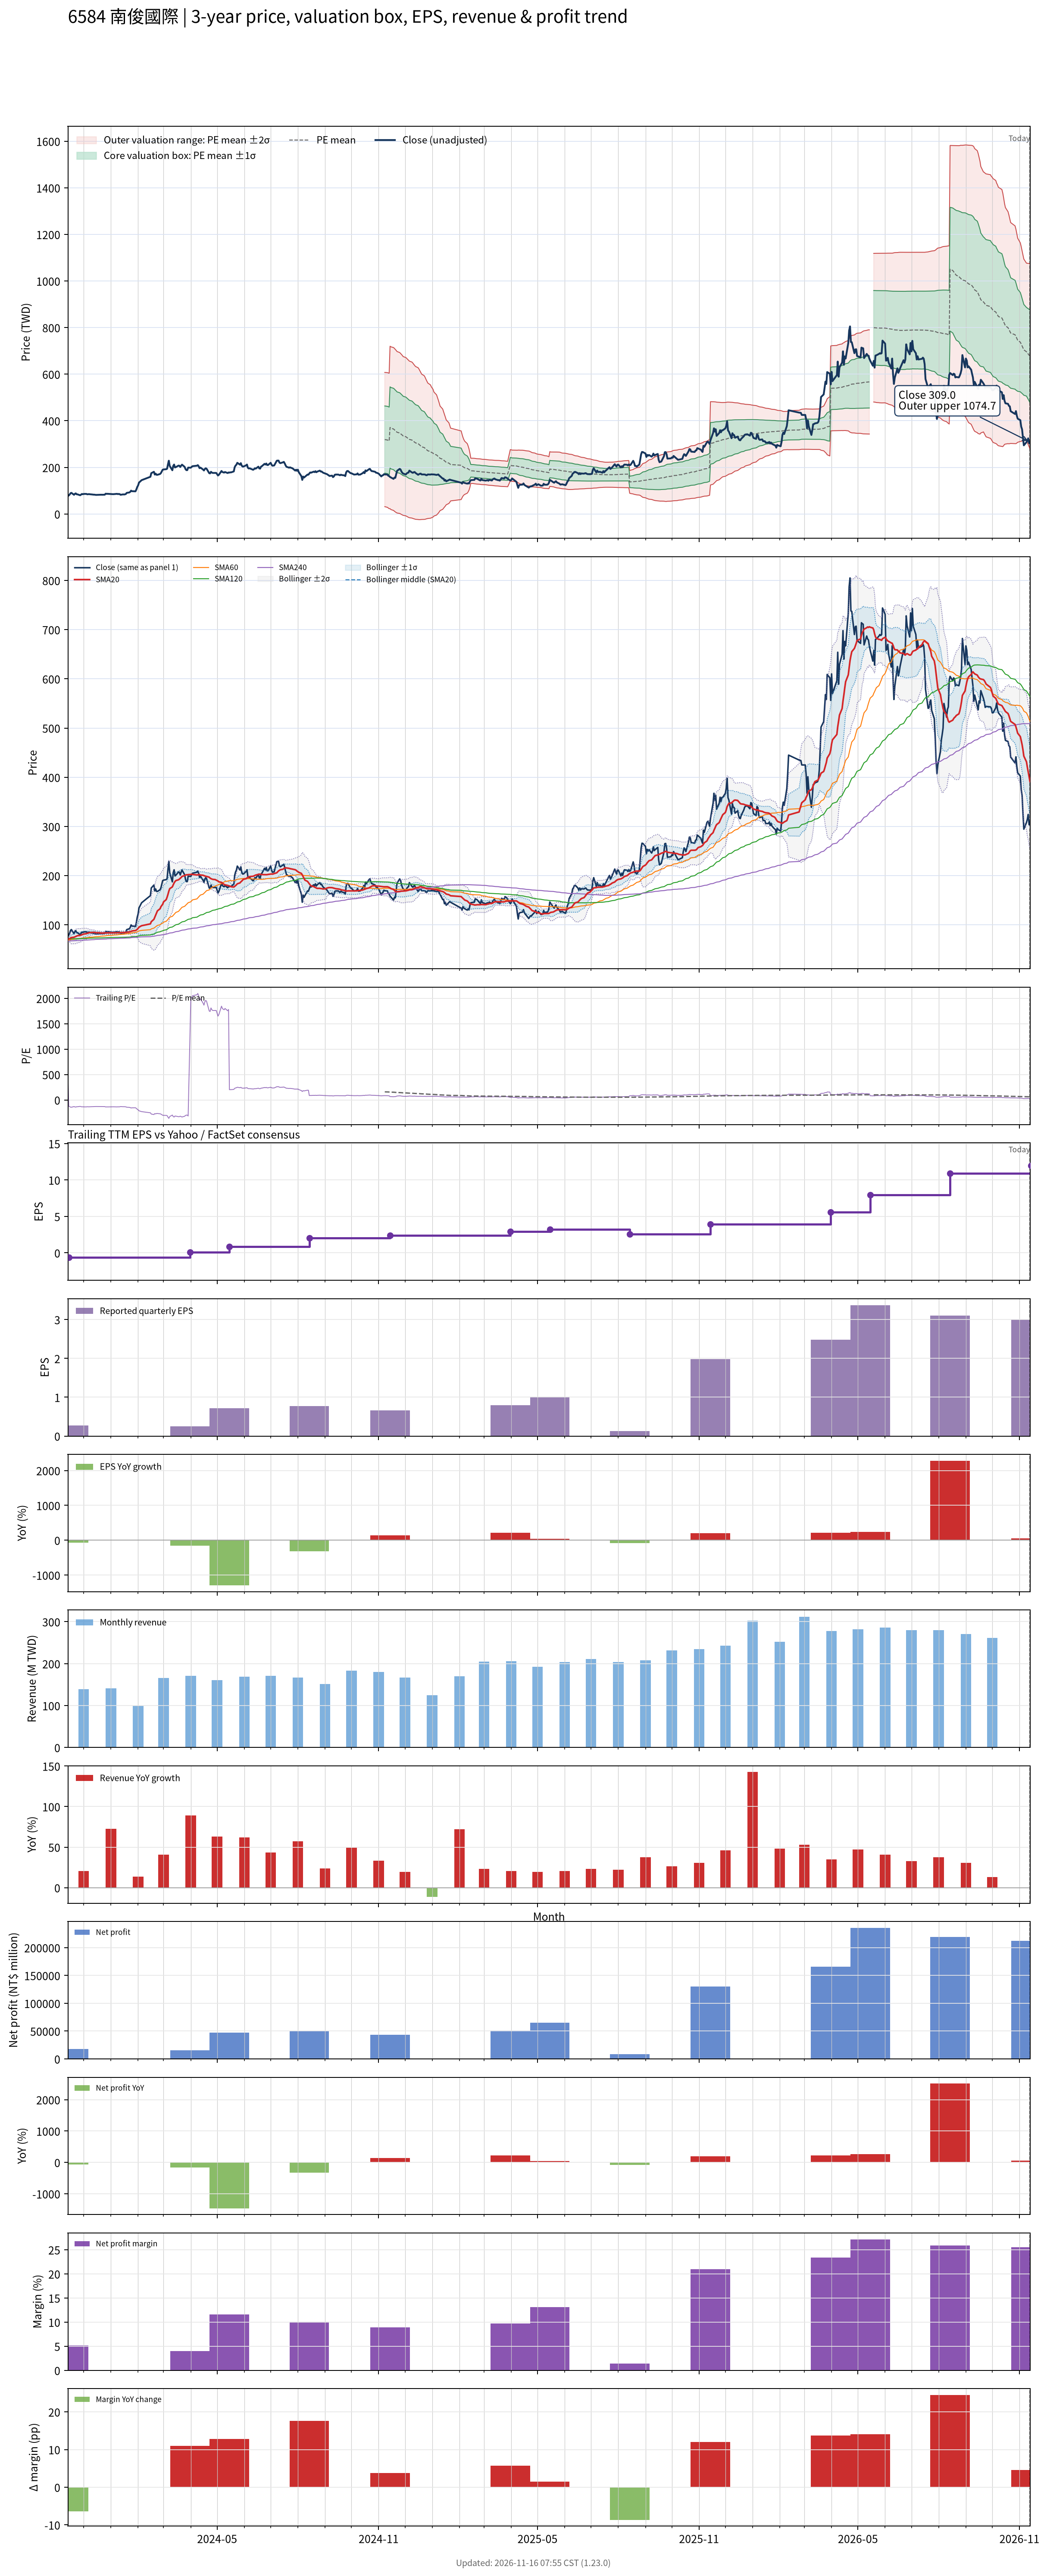 6584 南俊國際 | 3-year price, valuation box, EPS, revenue & profit trend
Outer valuation range: PE mean ±2σ
PE mean
Close (unadjusted)
Core valuation box: PE mean ±1σ
Today
1600
1400
1200
1000
800
600
400
200
0
Price (TWD)
Close 309.0
Outer upper 1074.7
Close (same as panel 1)
SMA60
SMA240
Bollinger ±1σ
SMA20
SMA120
Bollinger ±2σ
Bollinger middle (SMA20)
800
700
600
500
400
300
200
100
Price
Trailing P/E
P/E mean
2000
1500
1000
500
0
P/E
Trailing TTM EPS vs Yahoo / FactSet consensus
Today
15
10
5
0
EPS
Reported quarterly EPS
3
2
1
0
EPS
EPS YoY growth
2000
1000
0
-1000
YoY (%)
Monthly revenue
300
200
100
0
Revenue (M TWD)
Revenue YoY growth
150
100
50
0
YoY (%)
Month
Net profit
200000
150000
100000
50000
0
Net profit (NT$ million)
Net profit YoY
2000
1000
0
-1000
YoY (%)
Net profit margin
25
20
15
10
5
0
Margin (%)
Margin YoY change
20
10
0
-10
Δ margin (pp)
2024-05
2024-11
2025-05
2025-11
2026-05
2026-11
Updated: 2026-11-16 07:55 CST (1.23.0)